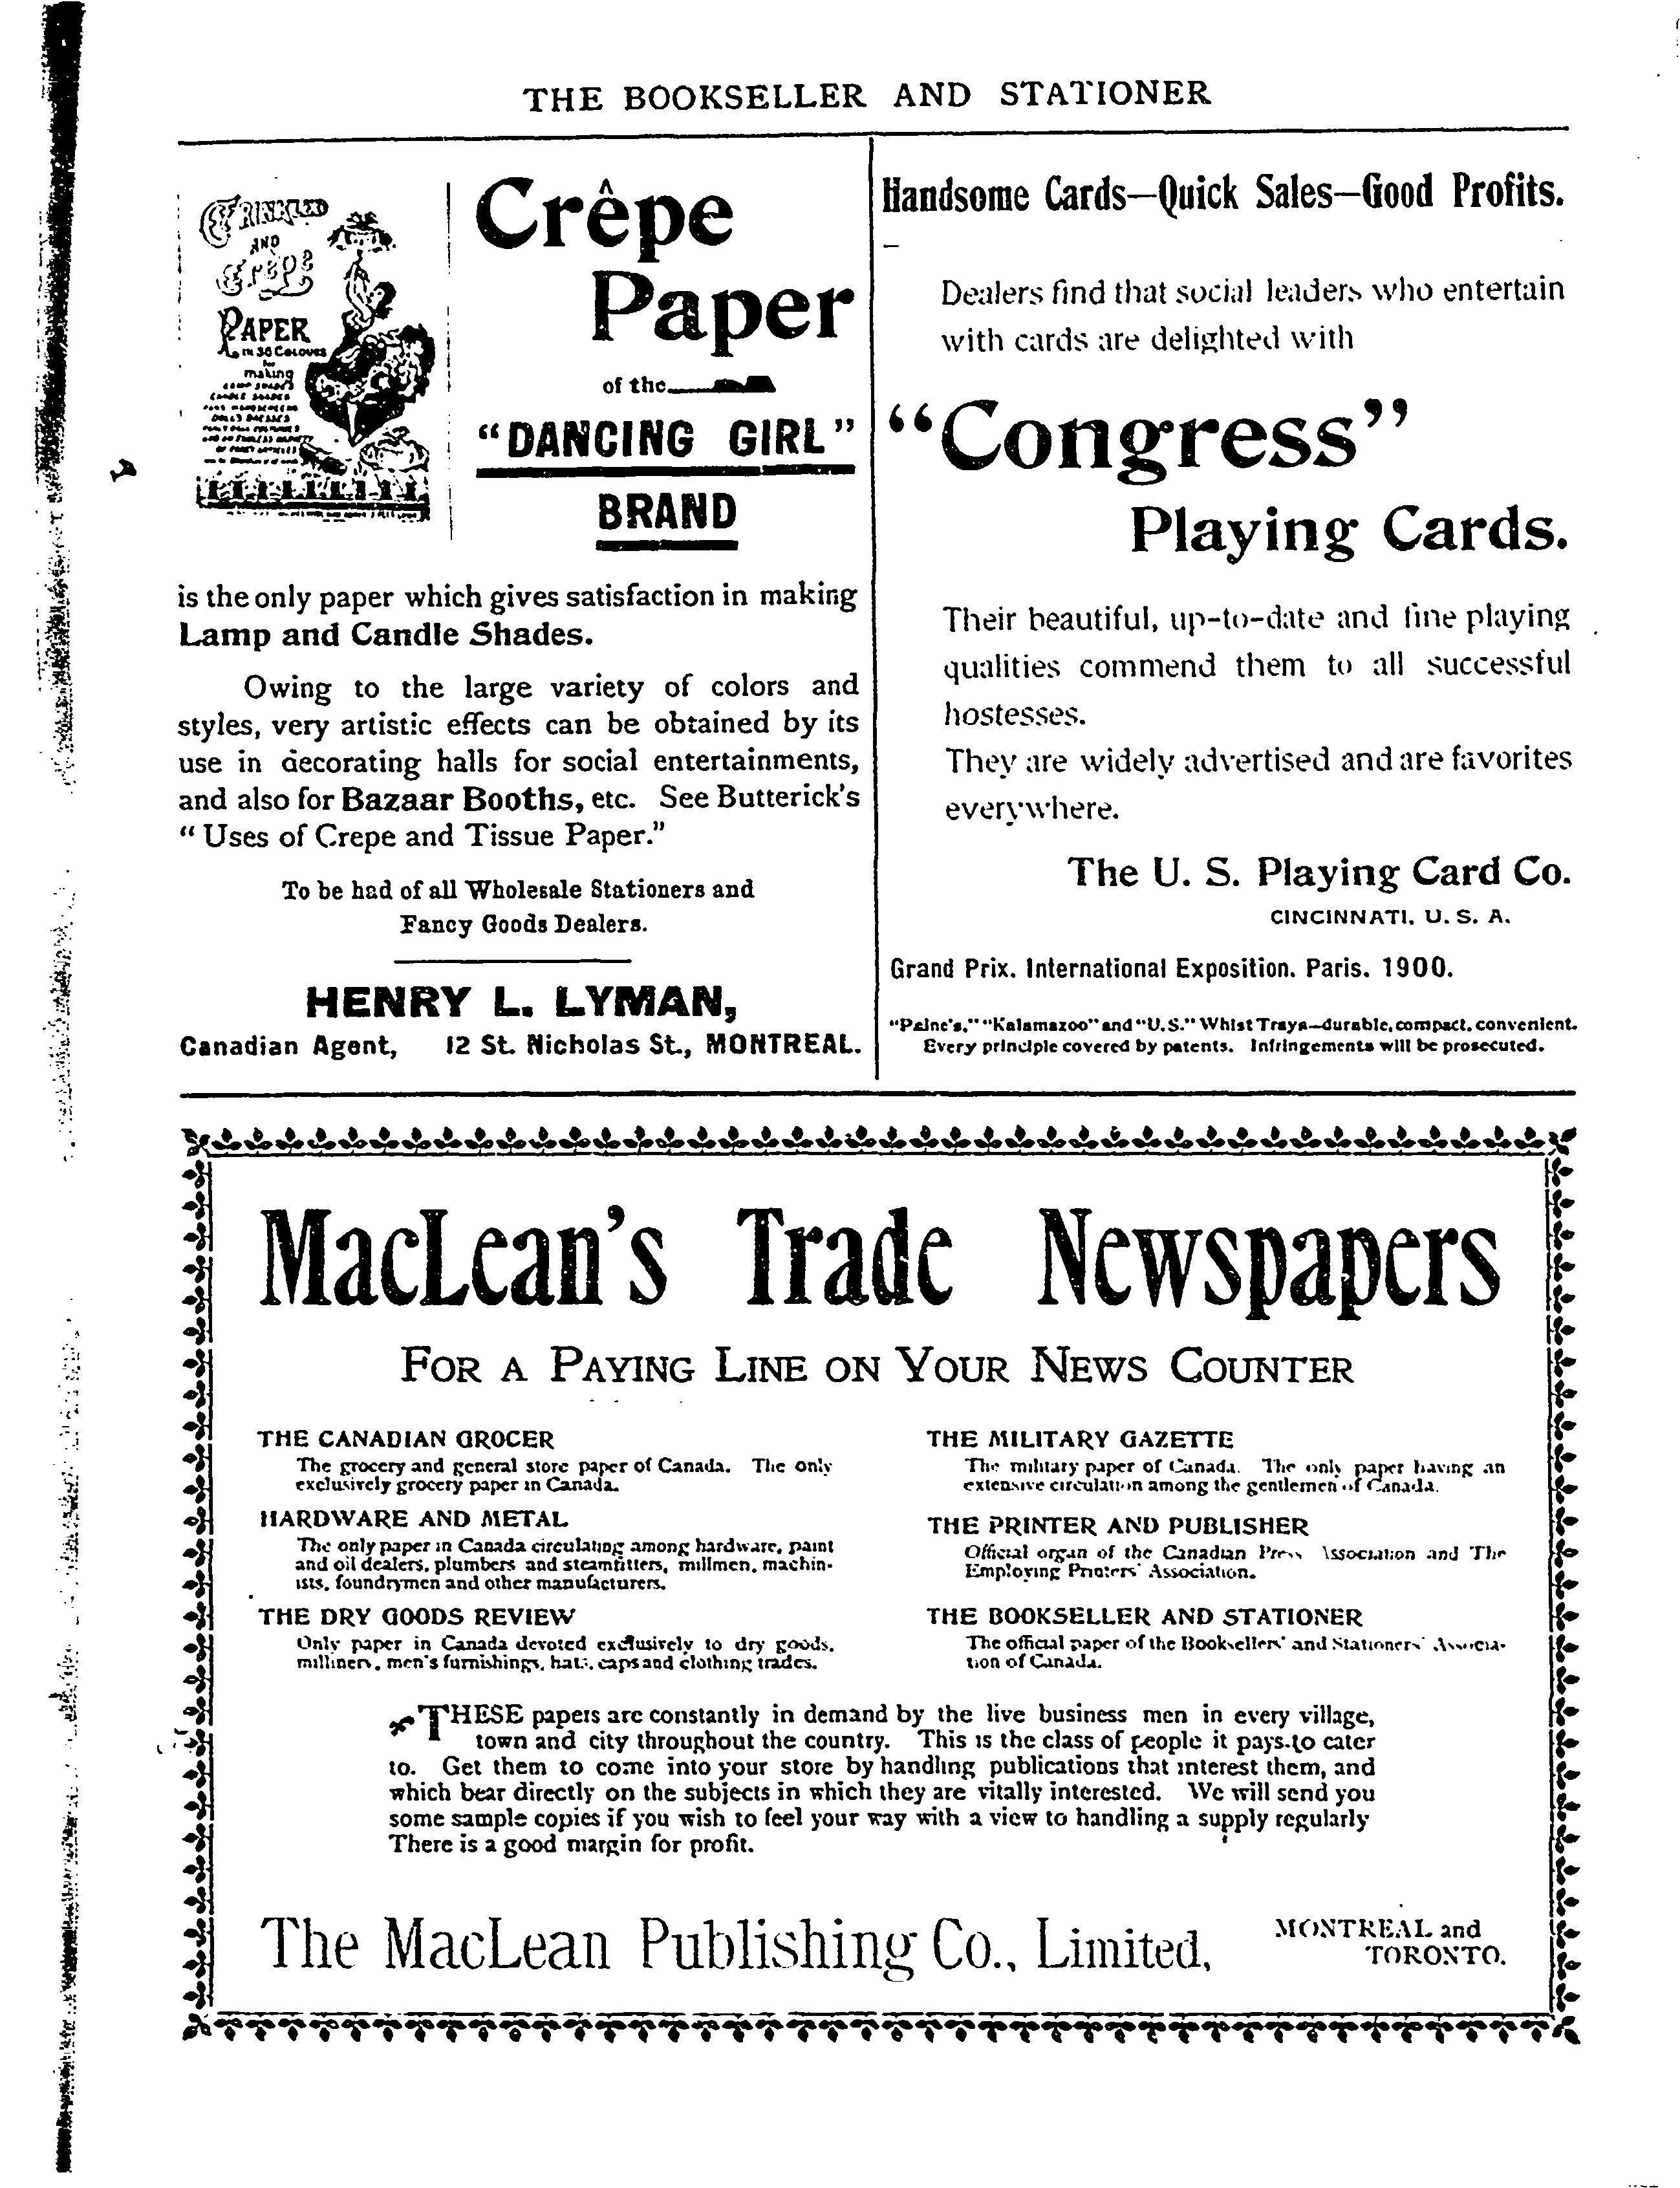 THE BOOKSELLER AND STATIONER
CRINKLED
AND
Crêpe
PAPER
IN 36 COLOURS
for
making
LAMP SHADES
CANDLE SHADES
Crêpe
Paper
of the
“DANCING GIRL”
BRAND
is the only paper which gives satisfaction in making
Lamp and Candle Shades.
Owing to the large variety of colors and
styles, very artistic effects can be obtained by its
use in decorating halls for social entertainments,
and also for Bazaar Booths, etc. See Butterick's
“Uses of Crepe and Tissue Paper.”
To be had of all Wholesale Stationers and
Fancy Goods Dealers.
HENRY L. LYMAN,
Canadian Agent, 12 St. Nicholas St., MONTREAL.
Handsome Cards—Quick Sales—Good Profits.
Dealers find that social leaders who entertain
with cards are delighted with
“Congress”
Playing Cards.
Their beautiful, up-to-date and fine playing
qualities commend them to all successful
hostesses.
They are widely advertised and are favorites
everywhere.
The U. S. Playing Card Co.
CINCINNATI, U. S. A.
Grand Prix. International Exposition. Paris. 1900.
“Paine's,” “Kalamazoo” and “U. S.” Whist Trays—durable, compact, convenient.
Every principle covered by patents. Infringements will be prosecuted.
MacLean's Trade Newspapers
FOR A PAYING LINE ON YOUR NEWS COUNTER
THE CANADIAN GROCER
The grocery and general store paper of Canada. The only
exclusively grocery paper in Canada.
HARDWARE AND METAL
The only paper in Canada circulating among hardware, paint
and oil dealers, plumbers and steamfitters, millmen, machin-
ists, foundrymen and other manufacturers.
THE DRY GOODS REVIEW
Only paper in Canada devoted exclusively to dry goods,
millinery, men's furnishings, hats, caps and clothing trades.
THE MILITARY GAZETTE
The military paper of Canada. The only paper having an
extensive circulation among the gentlemen of Canada.
THE PRINTER AND PUBLISHER
Official organ of the Canadian Press Association and The
Employing Printers' Association.
THE BOOKSELLER AND STATIONER
The official paper of the Booksellers' and Stationers' Associa-
tion of Canada.
THESE papers are constantly in demand by the live business men in every village,
town and city throughout the country. This is the class of people it pays to cater
to. Get them to come into your store by handling publications that interest them, and
which bear directly on the subjects in which they are vitally interested. We will send you
some sample copies if you wish to feel your way with a view to handling a supply regularly
There is a good margin for profit.
The MacLean Publishing Co., Limited,
MONTREAL and
TORONTO.